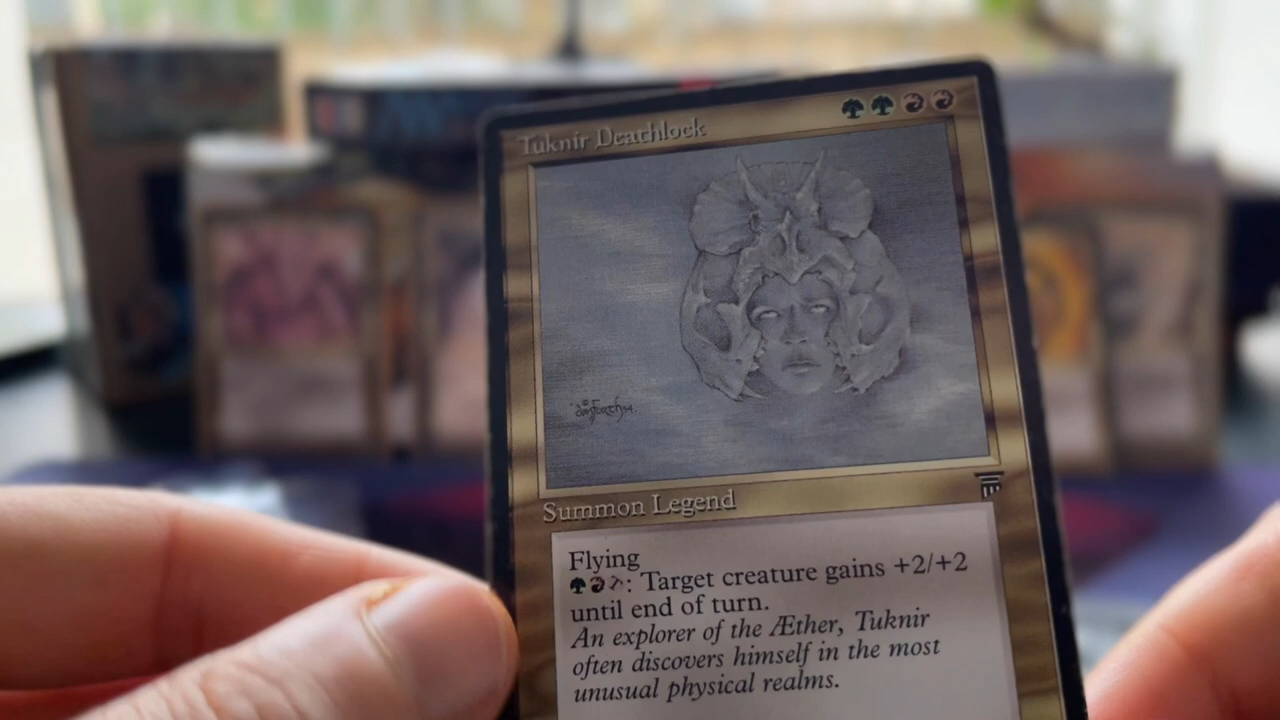 Tuknir Deathlock
Summon Legend
Flying
: Target creature gains +2/+2
until end of turn.
An explorer of the Æther, Tuknir
often discovers himself in the most
unusual physical realms.